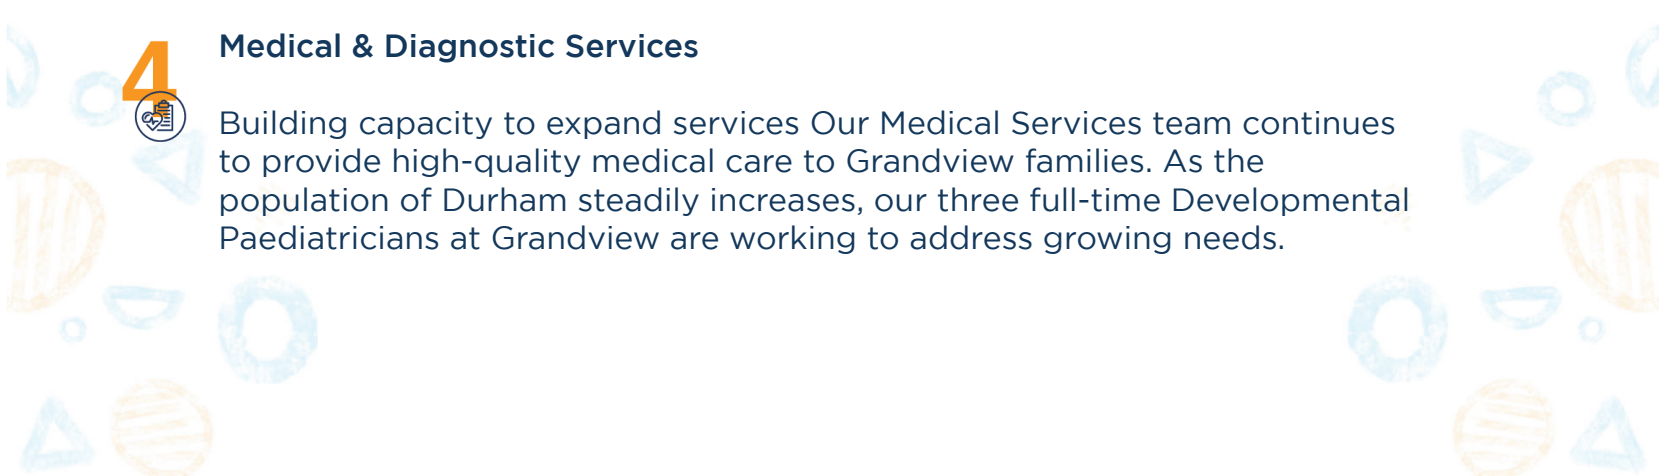 4
Medical & Diagnostic Services
Building capacity to expand services Our Medical Services team continues
to provide high-quality medical care to Grandview families. As the
population of Durham steadily increases, our three full-time Developmental
Paediatricians at Grandview are working to address growing needs.